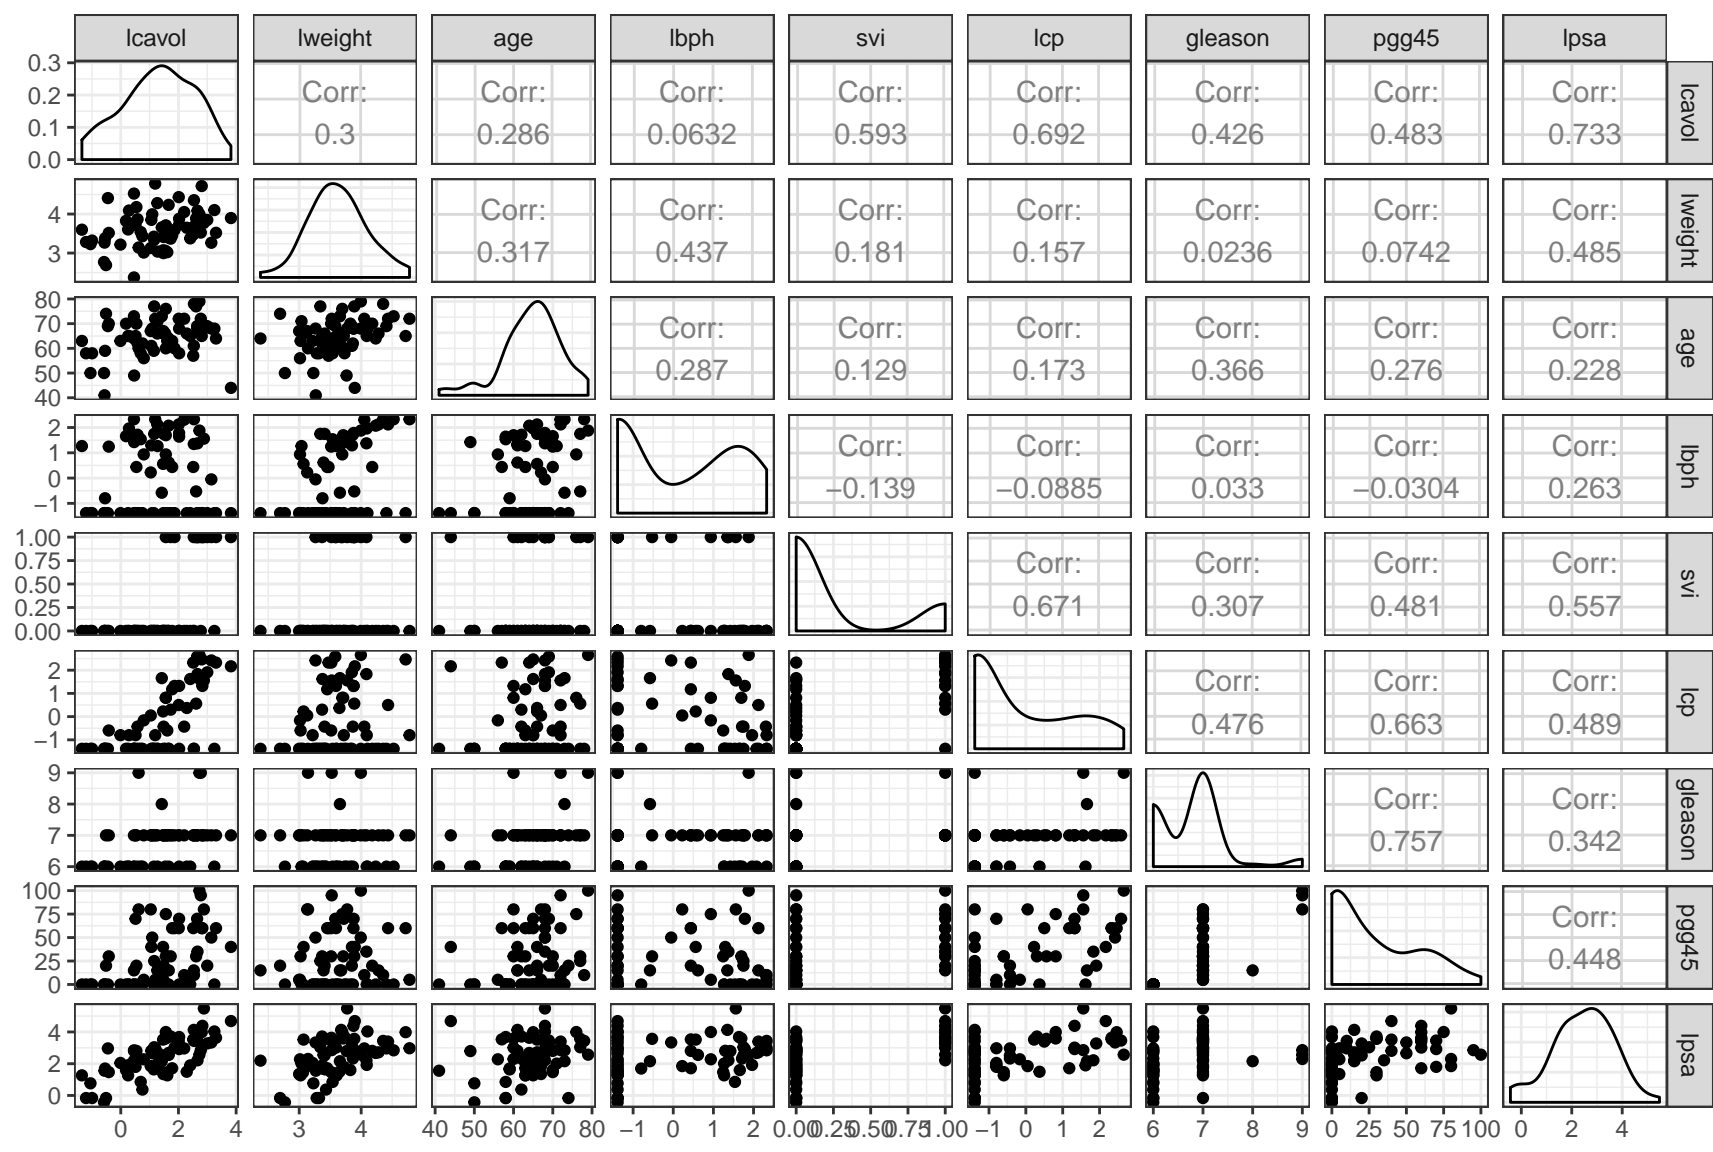 lcavol lweight age lbph svi lcp gleason pgg45 lpsa
0.3 Corr: Corr: Corr: Corr: Corr: Corr: Corr: Corr: lcavol
0.2
0.1 0.3 0.286 0.0632 0.593 0.692 0.426 0.483 0.733
0.0
Corr: Corr: Corr: Corr: Corr: Corr: Corr: lweight
4
3 0.317 0.437 0.181 0.157 0.0236 0.0742 0.485
80
70 Corr: Corr: Corr: Corr: Corr: Corr: age
60
50 0.287 0.129 0.173 0.366 0.276 0.228
40
2 Corr: Corr: Corr: Corr: Corr: lbph
1
0 −0.139 −0.0885 0.033 −0.0304 0.263
−1
1.00
0.75 Corr: Corr: Corr: Corr: svi
0.50
0.25 0.671 0.307 0.481 0.557
0.00
2 Corr: Corr: Corr: lcp
1
0 0.476 0.663 0.489
−1
9
8 Corr: Corr: gleason
7 0.757 0.342
6
100
75 Corr: pgg45
50
25 0.448
0
4 lpsa
2
0
0 2 4 3 4 40 50 60 70 80 −1 0 1 2 0.00 0.25 0.50 0.75 1.00 −1 0 1 2 6 7 8 9 0 25 50 75 100 0 2 4